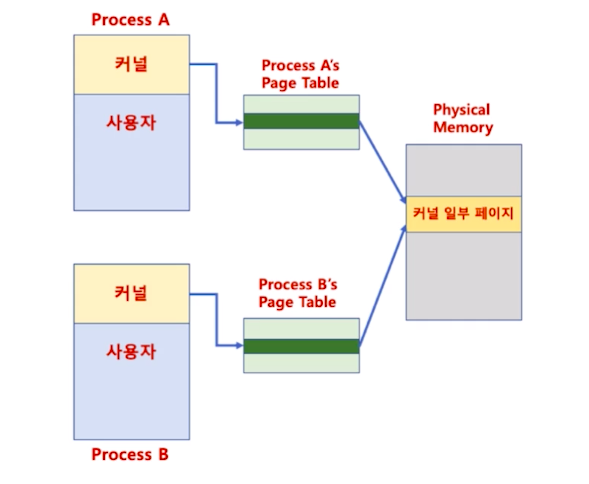 Process A
커널
사용자
Process A's
Page Table
Physical
Memory
커널 일부 페이지
커널
사용자
Process B's
Page Table
Process B